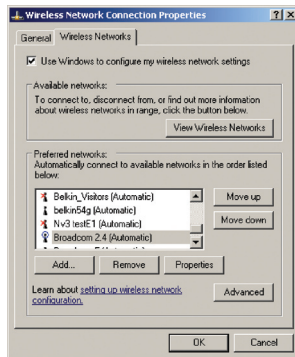 Wireless Network Connection Properties
General
Wireless Networks
Use Windows to configure my wireless network settings
Available networks:
To connect to, disconnect from, or find out more information
about wireless networks in range, click the button below.
View Wireless Networks
Preferred networks:
Automatically connect to available networks in the order listed
below:
Belkin_Visitors (Automatic)
belkin54g (Automatic)
Nv3 testE1 (Automatic)
Broadcom 2.4 (Automatic)
Move up
Move down
Add...
Remove
Properties
Learn about setting up wireless network
configuration.
Advanced
OK
Cancel